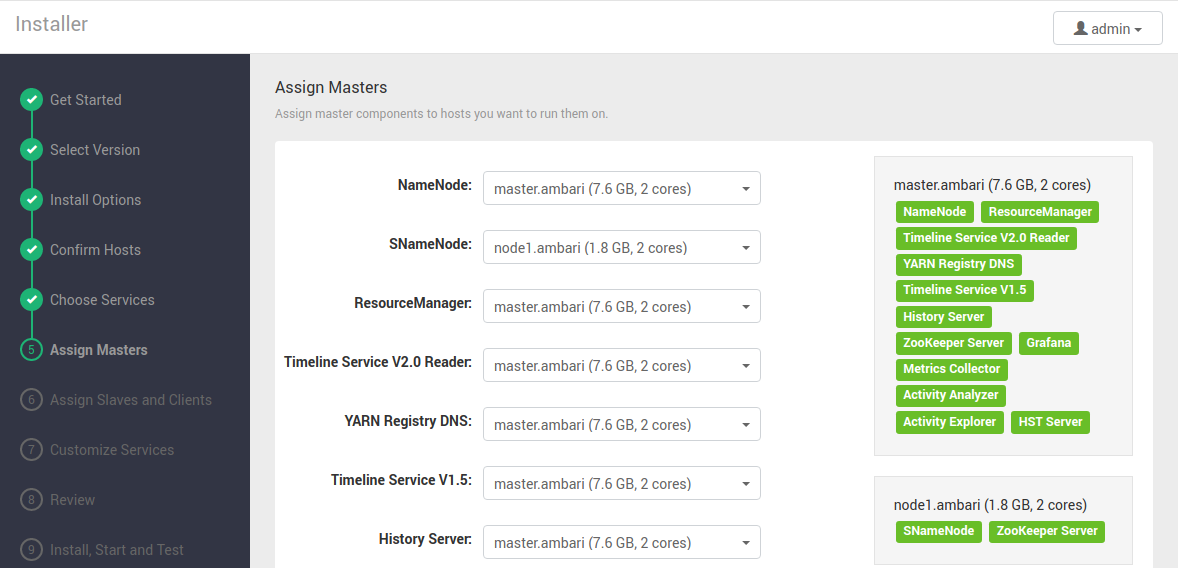 Installer
admin
Get Started
Select Version
Install Options
Confirm Hosts
Choose Services
5 Assign Masters
6 Assign Slaves and Clients
7 Customize Services
8 Review
9 Install, Start and Test
Assign Masters
Assign master components to hosts you want to run them on.
NameNode: master.ambari (7.6 GB, 2 cores)
SNameNode: node1.ambari (1.8 GB, 2 cores)
ResourceManager: master.ambari (7.6 GB, 2 cores)
Timeline Service V2.0 Reader: master.ambari (7.6 GB, 2 cores)
YARN Registry DNS: master.ambari (7.6 GB, 2 cores)
Timeline Service V1.5: master.ambari (7.6 GB, 2 cores)
History Server: master.ambari (7.6 GB, 2 cores)
master.ambari (7.6 GB, 2 cores)
NameNode ResourceManager
Timeline Service V2.0 Reader
YARN Registry DNS
Timeline Service V1.5
History Server
ZooKeeper Server Grafana
Metrics Collector
Activity Analyzer
Activity Explorer HST Server
node1.ambari (1.8 GB, 2 cores)
SNameNode ZooKeeper Server